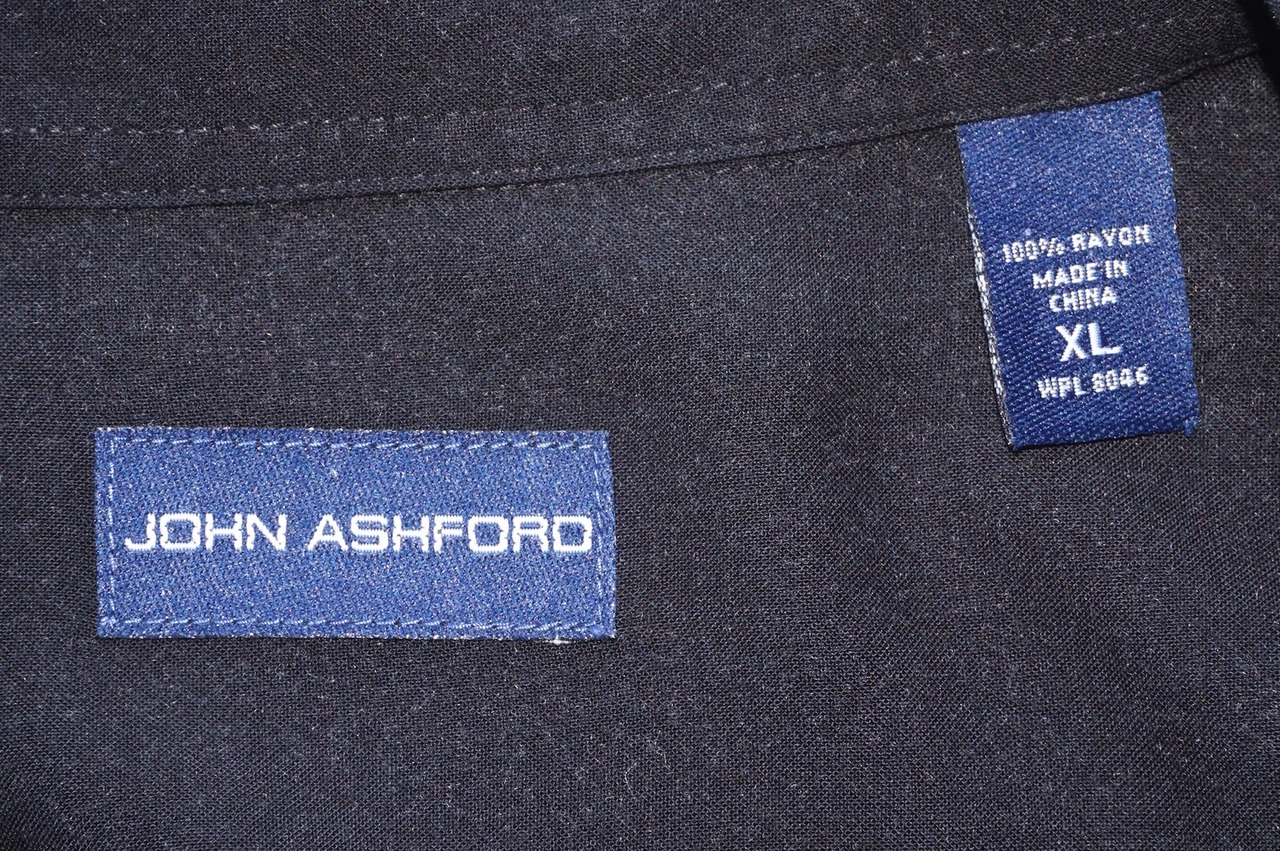 100% RAYON
MADE IN
CHINA
XL
WPL 8046
JOHN ASHFORD